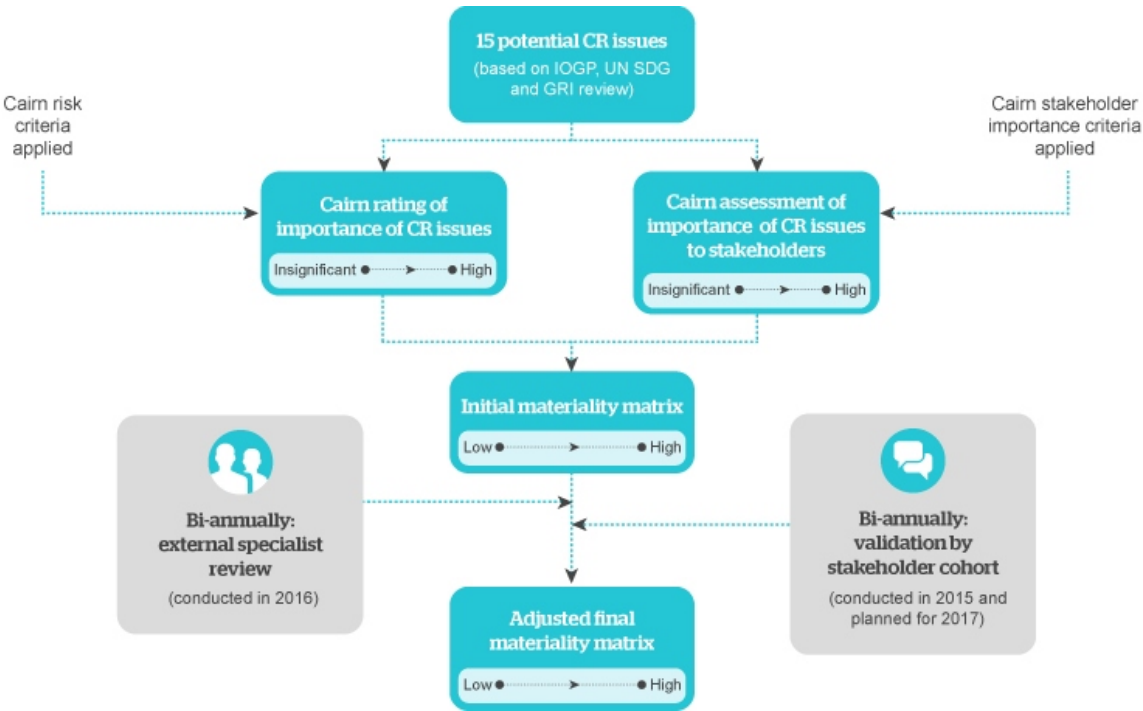 15 potential CR issues
(based on IOGP, UN SDG
and GRI review)
Cairn risk
criteria
applied
Cairn stakeholder
importance criteria
applied
Cairn rating of
importance of CR issues
Insignificant High
Cairn assessment of
importance of CR issues
to stakeholders
Insignificant High
Initial materiality matrix
Low High
Bi-annually:
external specialist
review
(conducted in 2016)
Bi-annually:
validation by
stakeholder cohort
(conducted in 2015 and
planned for 2017)
Adjusted final
materiality matrix
Low High